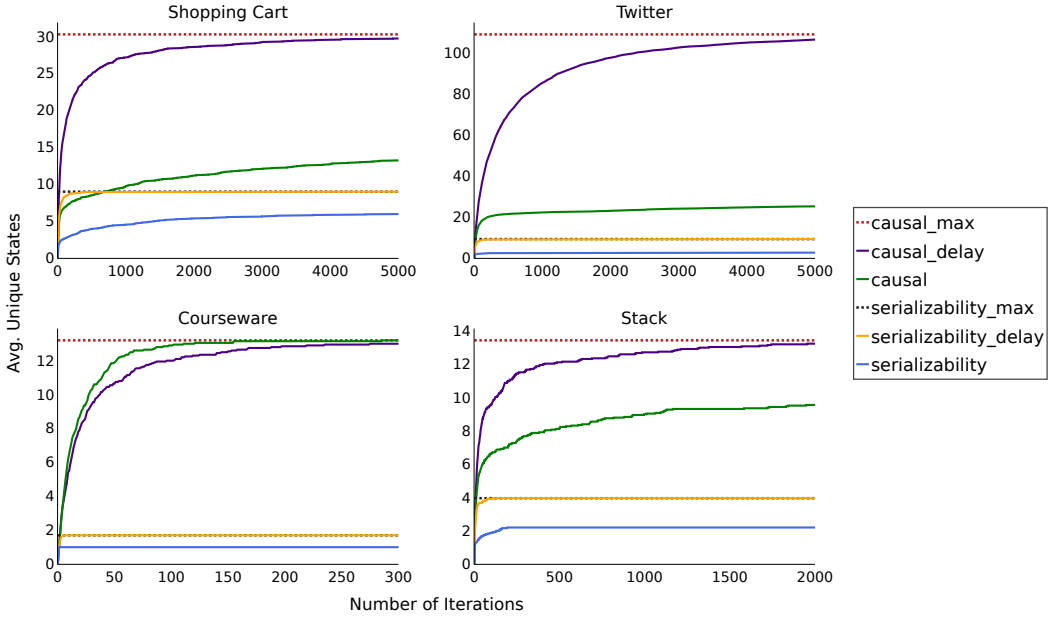 Shopping Cart
Twitter
30
25
20
15
10
5
0
0 1000 2000 3000 4000 5000
100
80
60
40
20
0
0 1000 2000 3000 4000 5000
Avg. Unique States
Courseware
Stack
12
10
8
6
4
2
0
0 50 100 150 200 250 300
14
12
10
8
6
4
2
0
0 500 1000 1500 2000
Number of Iterations
causal_max
causal_delay
causal
serializability_max
serializability_delay
serializability